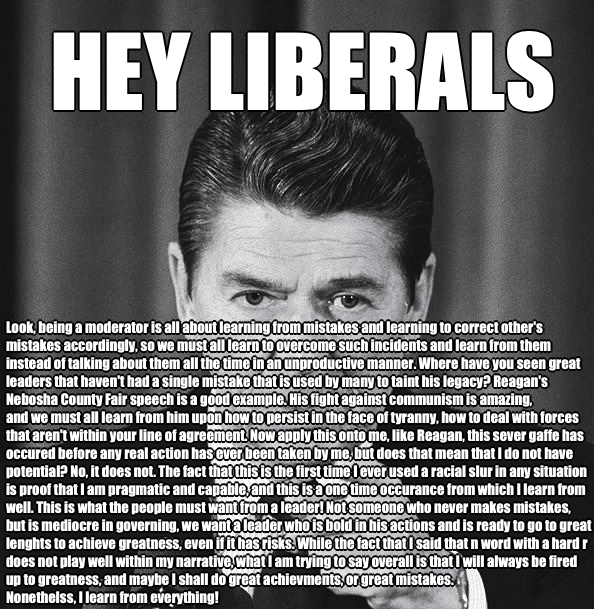 HEY LIBERALS
Look, being a moderator is all about learning from mistakes and learning to correct other's
mistakes accordingly, so we must all learn to overcome such incidents and learn from them
instead of talking about them all the time in an unproductive manner. Where have you seen great
leaders that haven't had a single mistake that is used by many to taint his legacy? Reagan's
Nebosha County Fair speech is a good example. His fight against communism is amazing,
and we must all learn from him upon how to persist in the face of tyranny, how to deal with forces
that aren't within your line of agreement. Now apply this onto me, like Reagan, this sever gaffe has
occured before any real action has ever been taken by me, but does that mean that I do not have
potential? No, it does not. The fact that this is the first time I ever used a racial slur in any situation
is proof that I am pragmatic and capable, and this is a one time occurance from which I learn from
well. This is what the people must want from a leader! Not someone who never makes mistakes,
but is mediocre in governing, we want a leader who is bold in his actions and is ready to go to great
lenghts to achieve greatness, even if it has risks. While the fact that I said that n word with a hard r
does not play well within my narrative, what I am trying to say overall is that I will always be fired
up to greatness, and maybe I shall do great achievments, or great mistakes.
Nonethelss, I learn from everything!